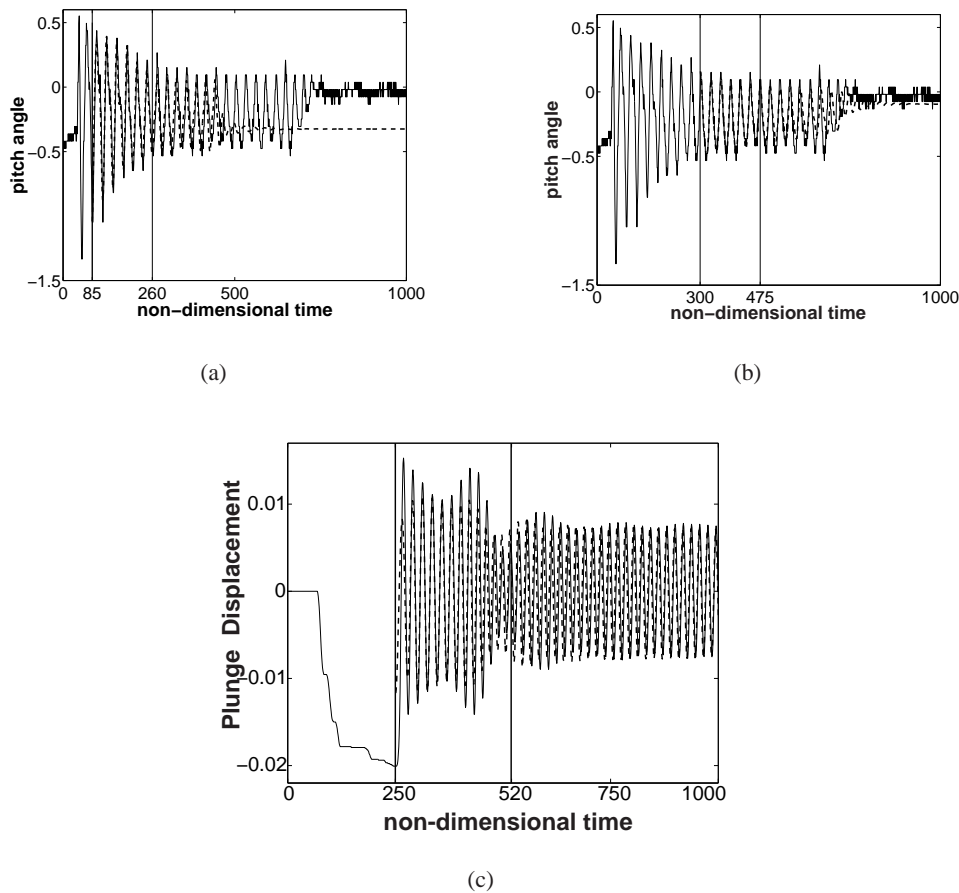 0.5
0
−0.5
−1.5
pitch angle
0 85 260 500 1000
non−dimensional time
(a)
0.5
0
−0.5
−1.5
pitch angle
0 300 475 1000
non−dimensional time
(b)
0.01
0
−0.01
−0.02
Plunge Displacement
0 250 520 750 1000
non-dimensional time
(c)